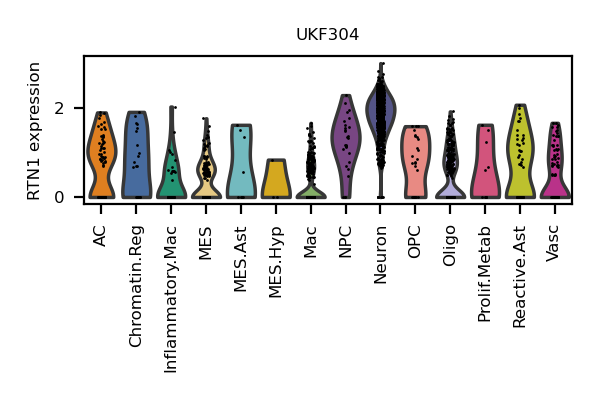 UKF304
RTN1 expression
2
0
AC
Chromatin.Reg
Inflammatory.Mac
MES
MES.Ast
MES.Hyp
Mac
NPC
Neuron
OPC
Oligo
Prolif.Metab
Reactive.Ast
Vasc